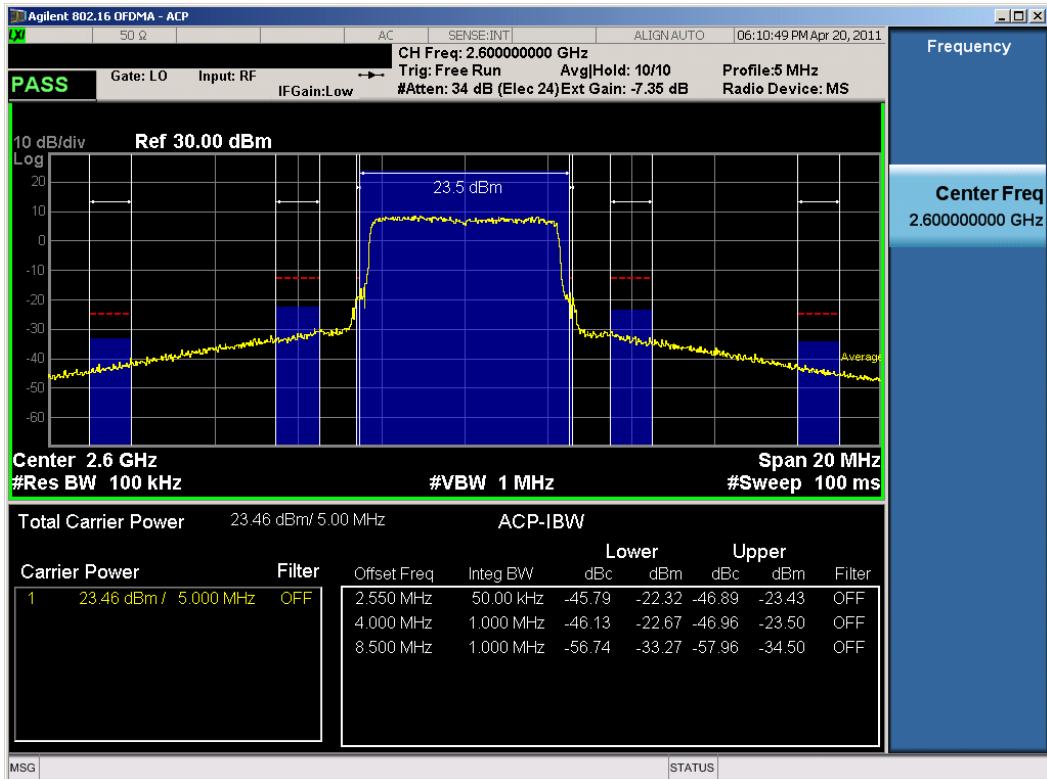 Agilent 802.16 OFDMA - ACP
LXI 50 Ω AC SENSE:INT ALIGN AUTO 06:10:49 PM Apr 20, 2011
CH Freq: 2.600000000 GHz
PASS Gate: LO Input: RF Trig: Free Run Avg|Hold: 10/10 Profile:5 MHz
IFGain:Low #Atten: 34 dB (Elec 24) Ext Gain: -7.35 dB Radio Device: MS
10 dB/div Ref 30.00 dBm
Log
20
23.5 dBm
10
0
-10
-20
-30
-40
Average
-50
-60
Center 2.6 GHz Span 20 MHz
#Res BW 100 kHz #VBW 1 MHz #Sweep 100 ms
Total Carrier Power 23.46 dBm/ 5.00 MHz ACP-IBW
Lower Upper
Carrier Power Filter Offset Freq Integ BW dBc dBm dBc dBm Filter
1 23.46 dBm / 5.000 MHz OFF 2.550 MHz 50.00 kHz -45.79 -22.32 -46.89 -23.43 OFF
4.000 MHz 1.000 MHz -46.13 -22.67 -46.96 -23.50 OFF
8.500 MHz 1.000 MHz -56.74 -33.27 -57.96 -34.50 OFF
MSG STATUS
Frequency
Center Freq
2.600000000 GHz